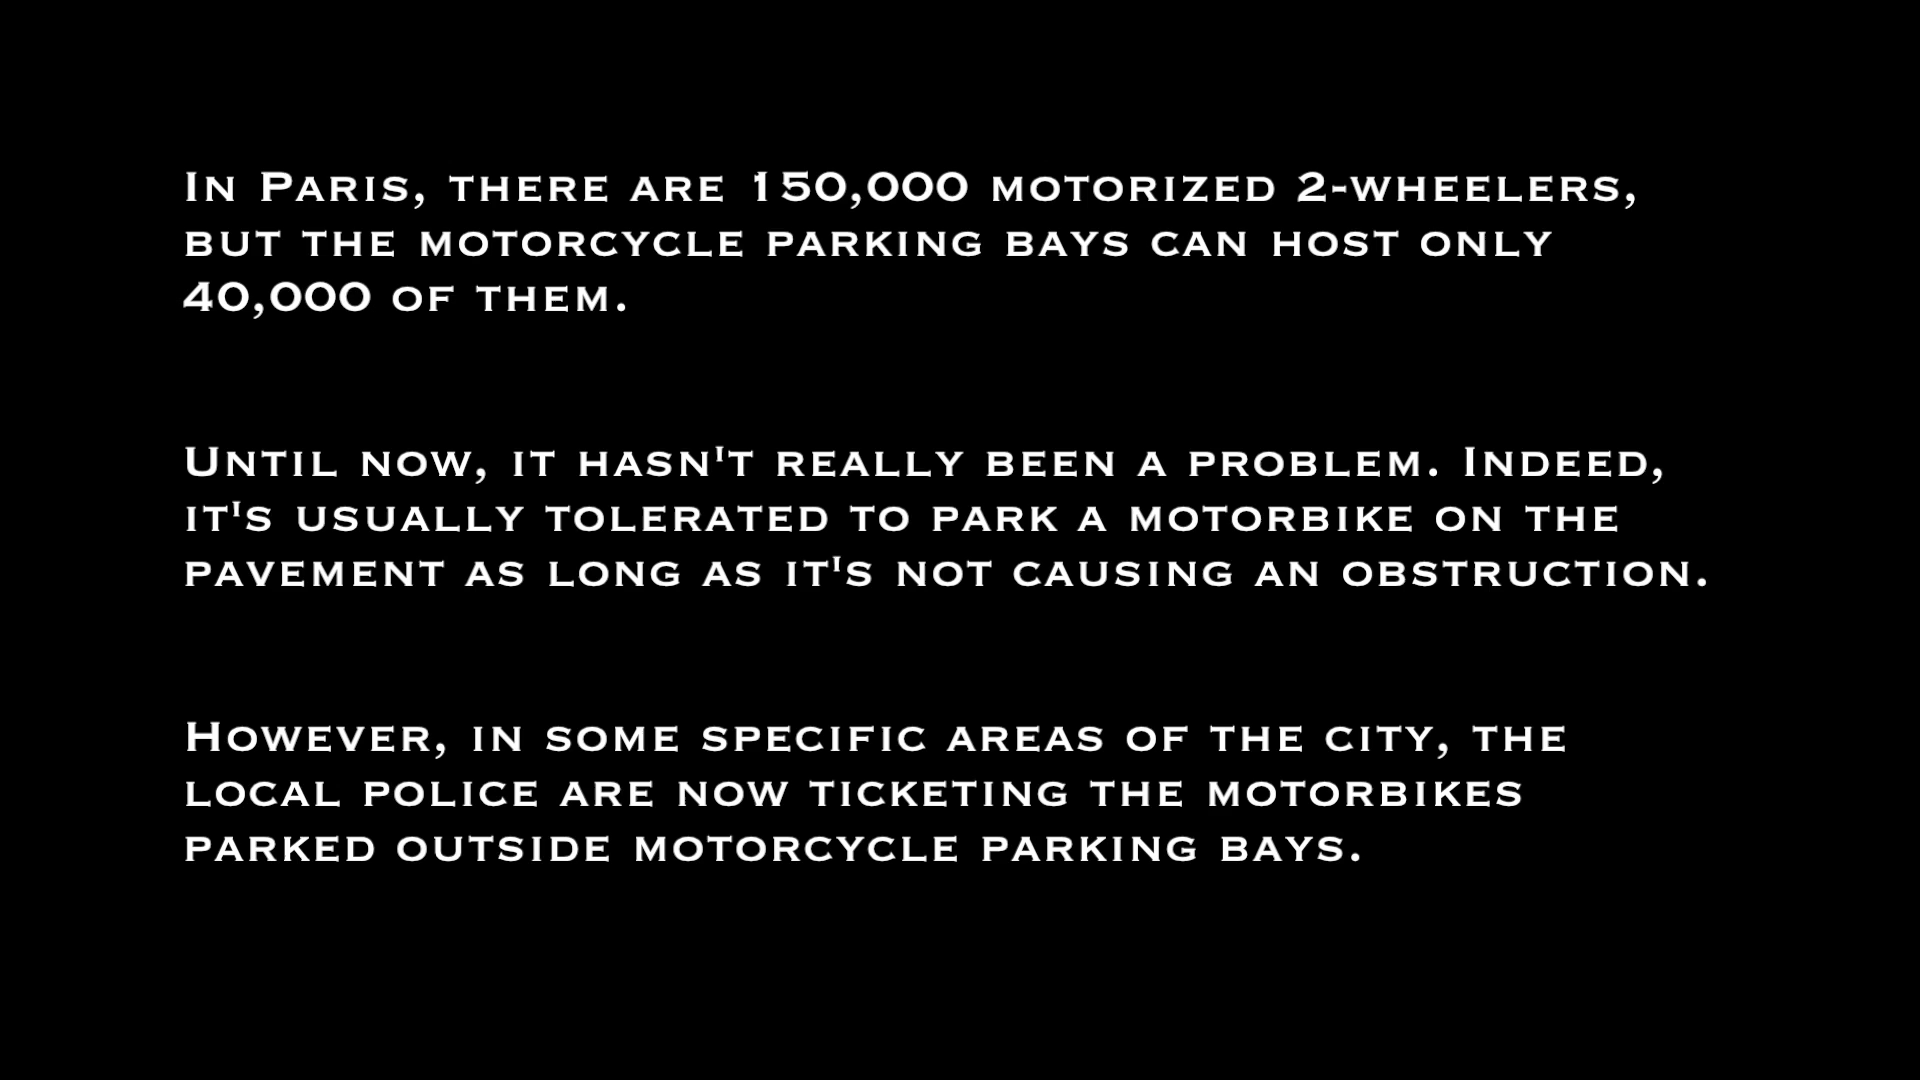 In Paris, there are 150,000 motorized 2-wheelers,
but the motorcycle parking bays can host only
40,000 of them.
Until now, it hasn't really been a problem. Indeed,
it's usually tolerated to park a motorbike on the
pavement as long as it's not causing an obstruction.
However, in some specific areas of the city, the
local police are now ticketing the motorbikes
parked outside motorcycle parking bays.